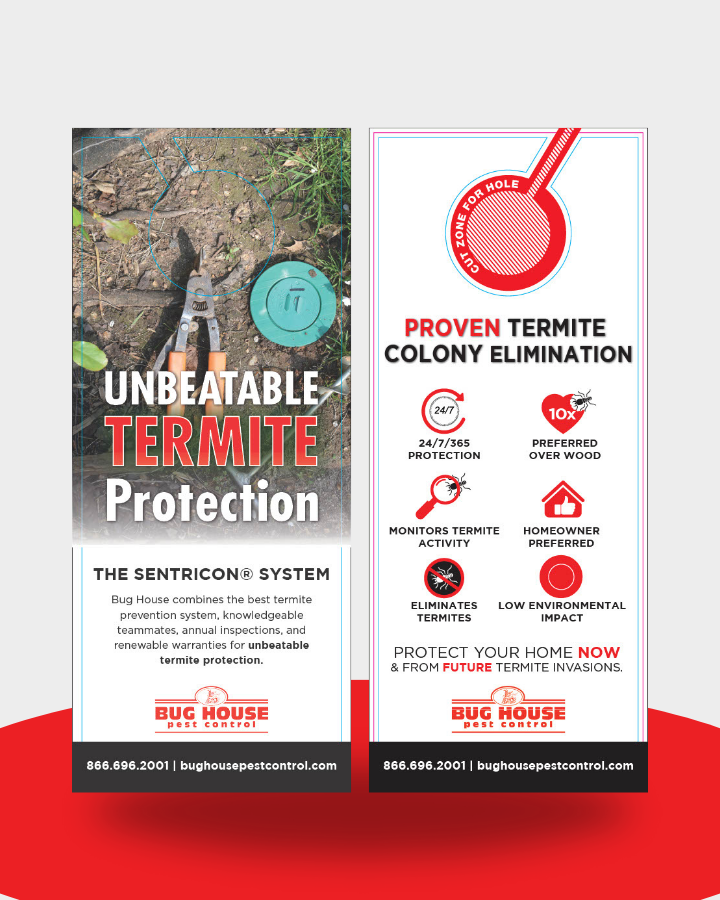 UNBEATABLE
TERMITE
Protection
THE SENTRICON® SYSTEM
Bug House combines the best termite
prevention system, knowledgeable
teammates, annual inspections, and
renewable warranties for unbeatable
termite protection.
BUG HOUSE
pest control
866.696.2001 | bughousepestcontrol.com
CUT ZONE FOR HOLE
PROVEN TERMITE
COLONY ELIMINATION
24/7
24/7/365
PROTECTION
10x
PREFERRED
OVER WOOD
MONITORS TERMITE
ACTIVITY
HOMEOWNER
PREFERRED
ELIMINATES
TERMITES
LOW ENVIRONMENTAL
IMPACT
PROTECT YOUR HOME NOW
& FROM FUTURE TERMITE INVASIONS.
BUG HOUSE
pest control
866.696.2001 | bughousepestcontrol.com